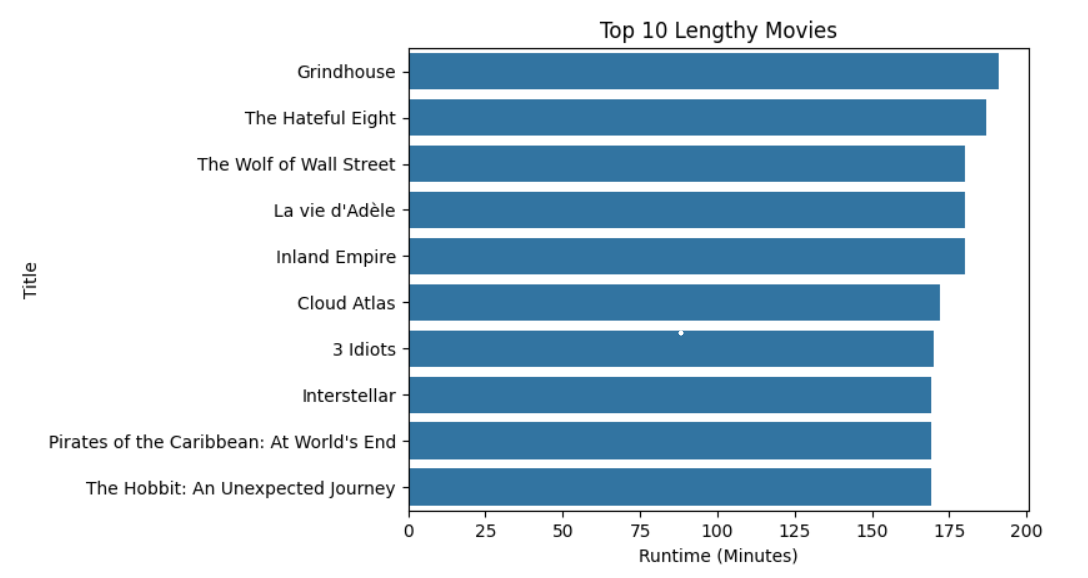 Top 10 Lengthy Movies
Grindhouse
The Hateful Eight
The Wolf of Wall Street
La vie d'Adèle
Inland Empire
Cloud Atlas
3 Idiots
Interstellar
Pirates of the Caribbean: At World's End
The Hobbit: An Unexpected Journey
Title
0 25 50 75 100 125 150 175 200
Runtime (Minutes)